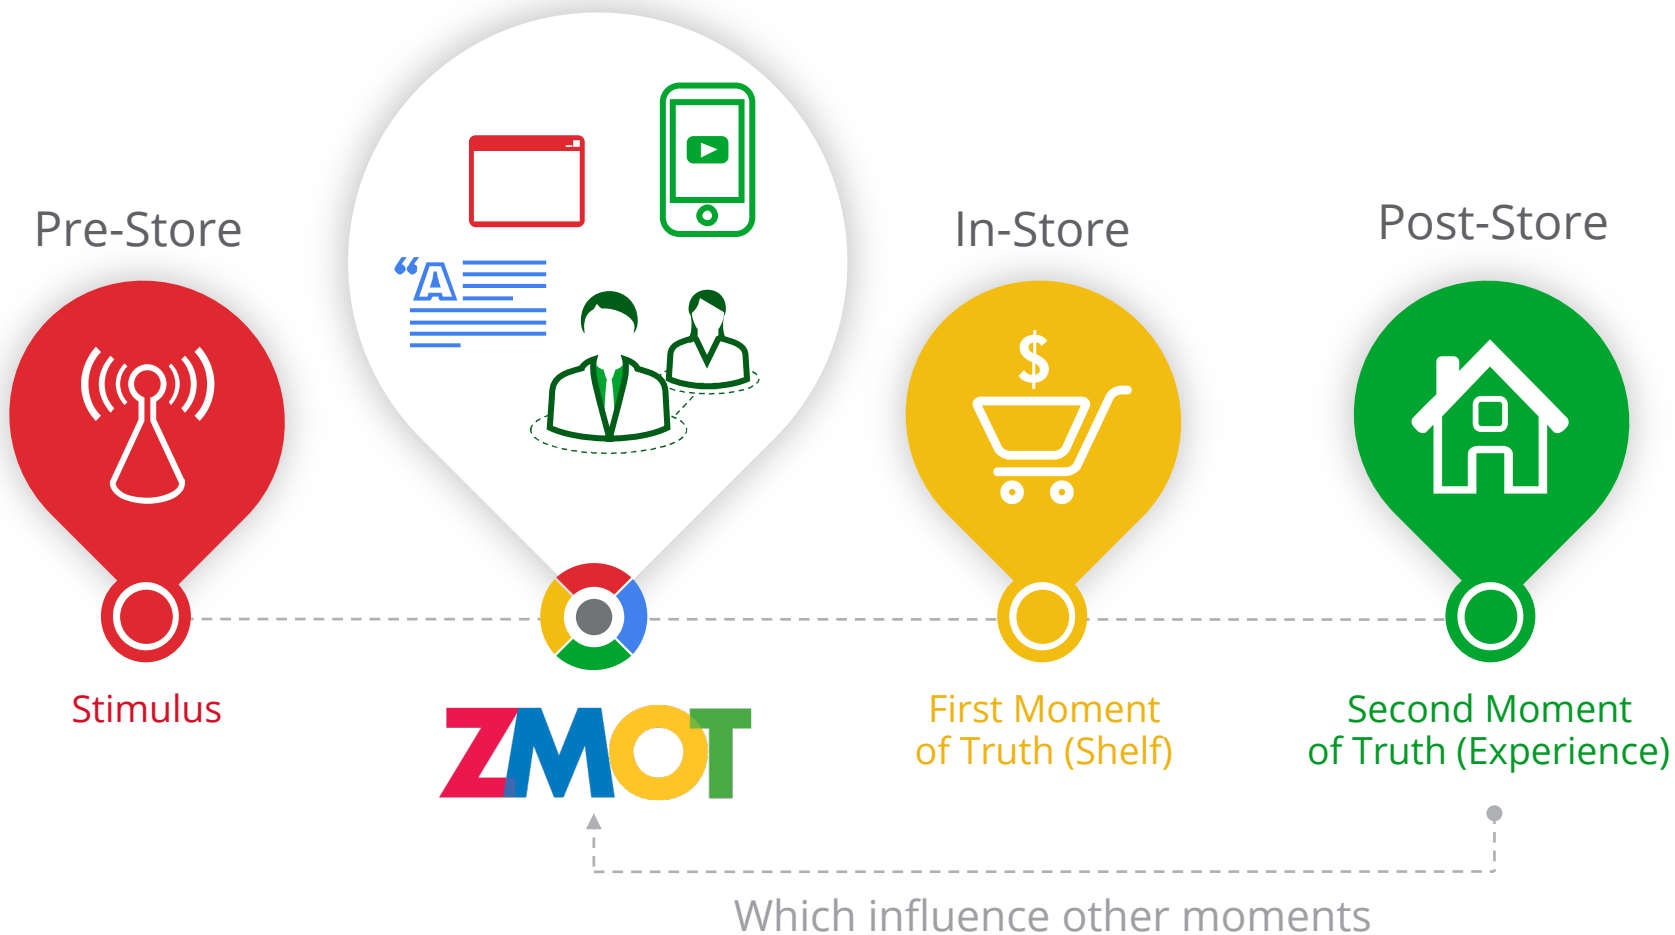 Pre-Store
In-Store
Post-Store
“A
$
Stimulus
ZMOT
First Moment
of Truth (Shelf)
Second Moment
of Truth (Experience)
Which influence other moments